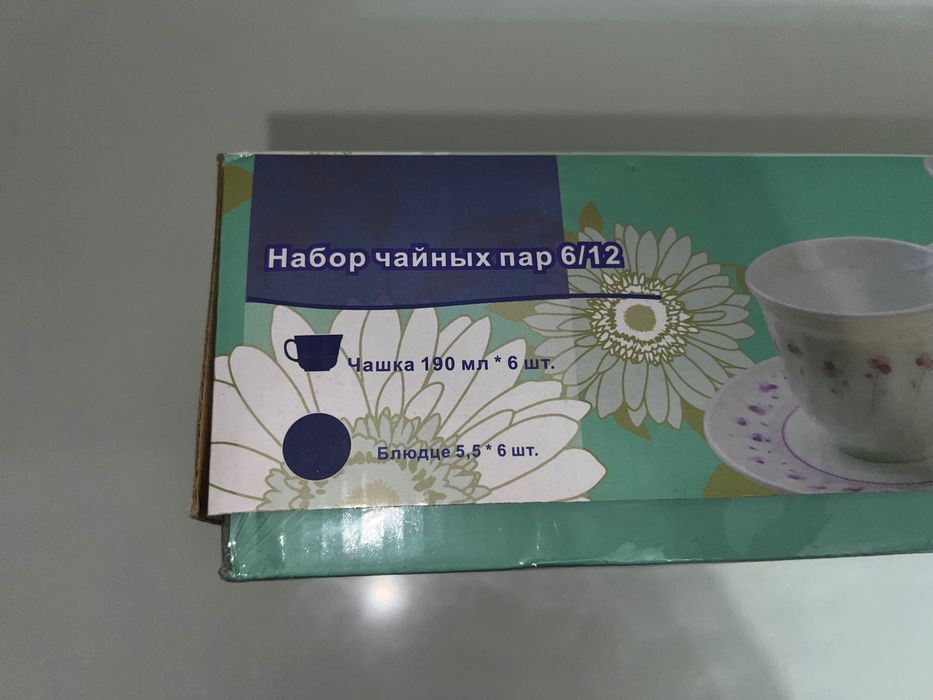 Набор чайных пар 6/12
Чашка 190 мл * 6 шт.
Блюдце 5,5 * 6 шт.